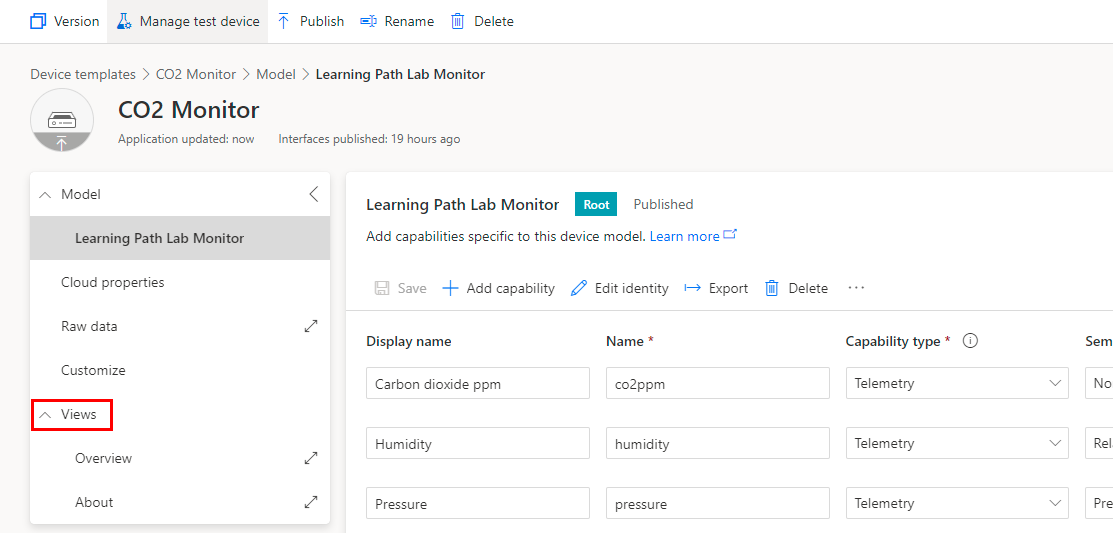 Version Manage test device Publish Rename Delete
Device templates CO2 Monitor Model Learning Path Lab Monitor
CO2 Monitor
Application updated: now Interfaces published: 19 hours ago
Model
Learning Path Lab Monitor
Cloud properties
Raw data
Customize
Views
Overview
About
Learning Path Lab Monitor Root Published
Add capabilities specific to this device model. Learn more
Save Add capability Edit identity Export Delete ...
Display name Name * Capability type * Sem
Carbon dioxide ppm co2ppm Telemetry No
Humidity humidity Telemetry Rel
Pressure pressure Telemetry Pre